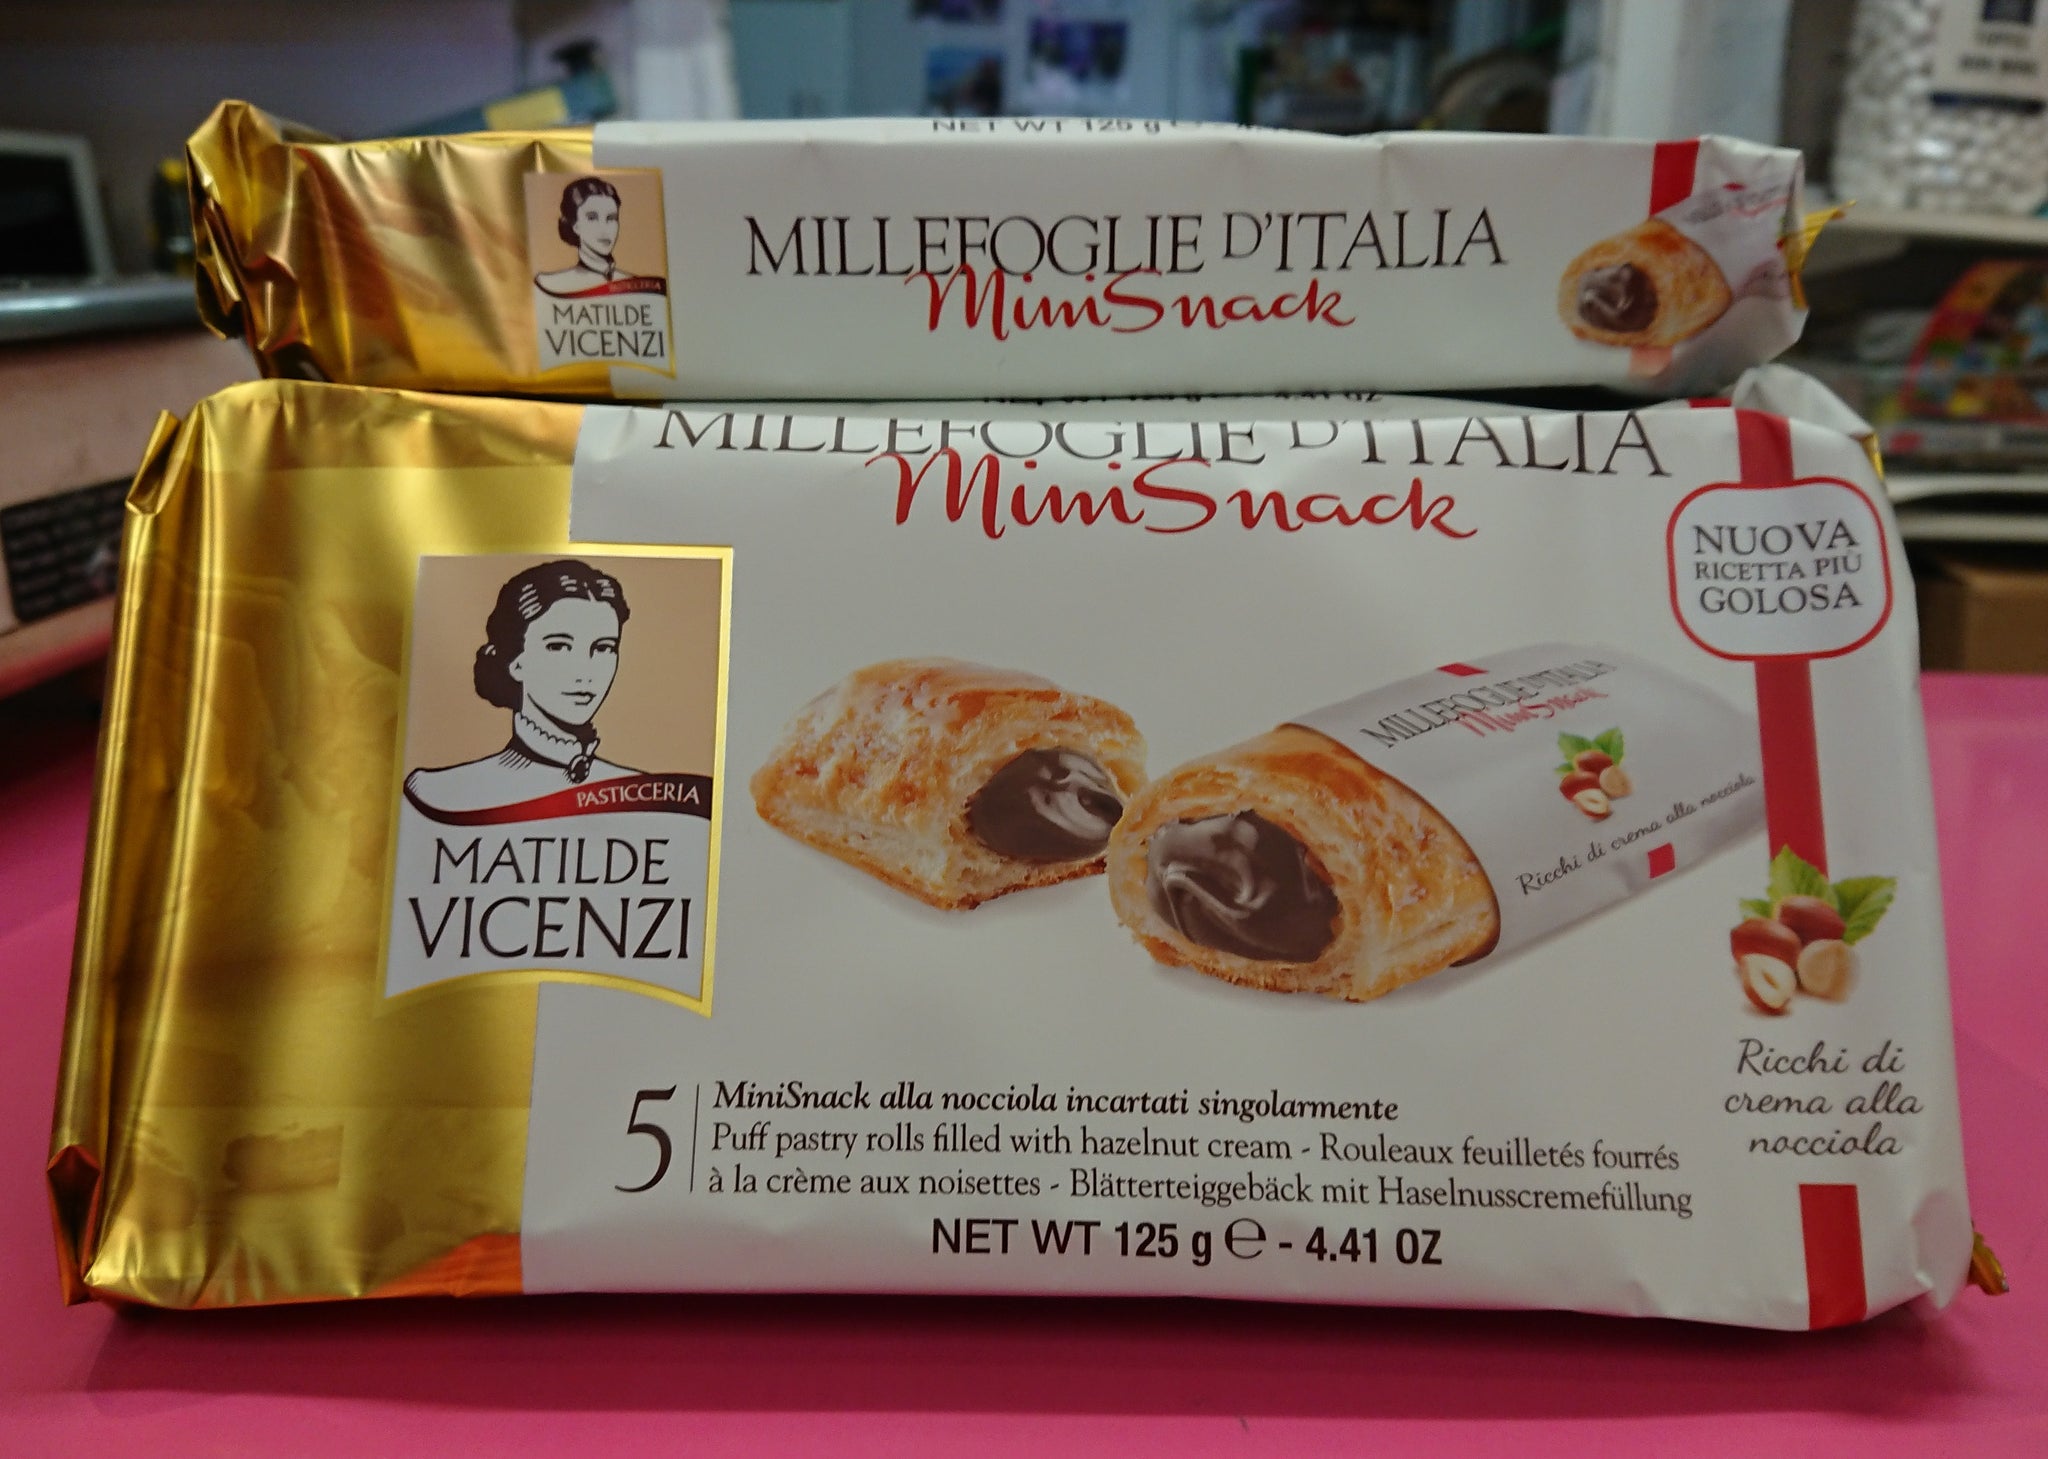 NET WT 125 g e
MILLEFOGLIE D'ITALIA
MiniSnack
PASTICCERIA
MATILDE
VICENZI
MILLEFOGLIE D'ITALIA
MiniSnack
NUOVA
RICETTA PIÙ
GOLOSA
PASTICCERIA
MATILDE
VICENZI
MILLEFOGLIE D'ITALIA
MiniSnack
Ricchi di crema alla nocciola
Ricchi di
crema alla
nocciola
5
MiniSnack alla nocciola incartati singolarmente
Puff pastry rolls filled with hazelnut cream - Rouleaux feuilletés fourrés
à la crème aux noisettes - Blätterteiggebäck mit Haselnusscremefüllung
NET WT 125 g e - 4.41 OZ